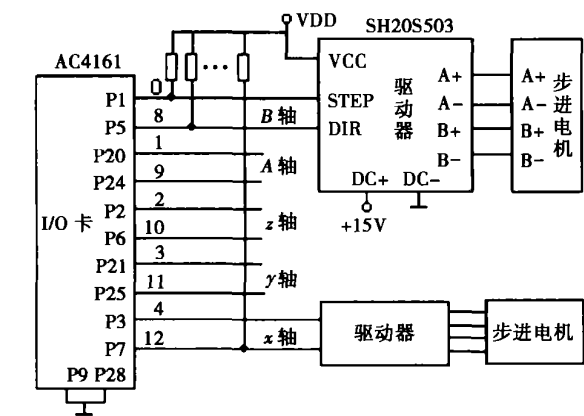 VDD
SH20S503
AC4161
VCC
A+
A+
步进电机
P1
0
STEP
驱动器
A-
A-
P5
8
B 轴
DIR
B+
B+
P20
1
B-
B-
P24
9
A 轴
DC+ DC-
I/O 卡
P2
2
+15V
P6
10
z 轴
P21
3
P25
11
y 轴
P3
4
驱动器
步进电机
P7
12
x 轴
P9 P28